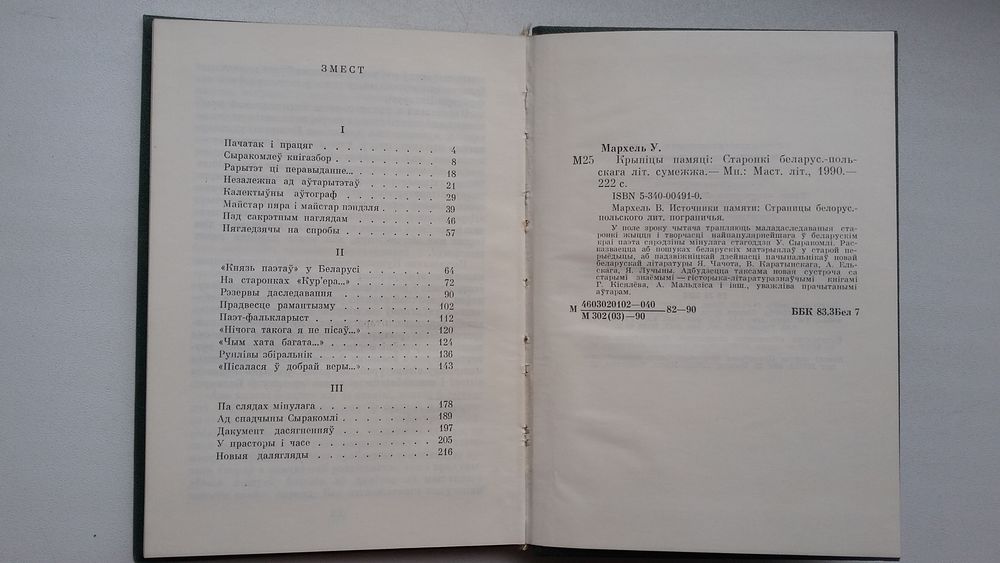 ЗМЕСТ
I
Пачатак і працяг . . . . . . . . . 4
Сыракомлеў кнігазбор . . . . . . . . 8
Рарытэт ці перавыданне... . . . . . . . 18
Незалежна ад аўтарытэтаў . . . . . . 21
Калектыўны аўтограф . . . . . . . . 29
Майстар пяра і майстар пэндзля . . . . . 39
Пад сакрэтным наглядам . . . . . . . 46
Нягледзячы на спробы . . . . . . . . 57
II
«Князь паэтаў» у Беларусі . . . . . . 64
На старонках «Кур'ера...» . . . . . . 72
Рэзервы даследавання . . . . . . . . 90
Прадвесце рамантызму . . . . . . . 102
Паэт-фалькларыст . . . . . . . . 112
«Нічога такога я не пісаў...» . . . . . 120
«Чым хата багата...» . . . . . . . 124
Руплівы збіральнік . . . . . . . . 136
«Пісалася ў добрай веры...» . . . . . 143
III
Па слядах мінулага . . . . . . . . 178
Ад спадчыны Сыракомлі . . . . . . . 189
Дакумент дасягненняў . . . . . . . 197
У прасторы і часе . . . . . . . . 205
Новыя далягляды . . . . . . . . 216
Мархель У.
М25 Крыніцы памяці: Старонкі беларус.-поль-
скага літ. сумежжа.— Мн.: Маст. літ., 1990.—
222 с.
ISBN 5-340-00491-0.
Мархель В. Источники памяти: Страницы белорус.-
польского лит. пограничья.
У поле зроку чытача трапляюць маладаследаваныя ста-
ронкі жыцця і творчасці найпапулярнейшага ў беларускім
краі паэта сярэдзіны мінулага стагоддзя У. Сыракомлі. Рас-
казваецца аб пошуках беларускіх матэрыялаў у старой пе-
рыёдыцы, аб падзвіжніцкай дзейнасці пачынальнікаў новай
беларускай літаратуры Я. Чачота, В. Каратынскага, А. Ель-
скага, Я. Лучыны. Адбудзецца таксама новая сустрэча са
старымі знаёмымі — гісторыка-літаратуразнаўчымі кнігамі
Г. Кісялёва, А. Мальдзіса і інш., уважліва прачытанымі
аўтарам.
4603020102—040
М ————— 82—90 ББК 83.3Бел 7
М 302(03)—90